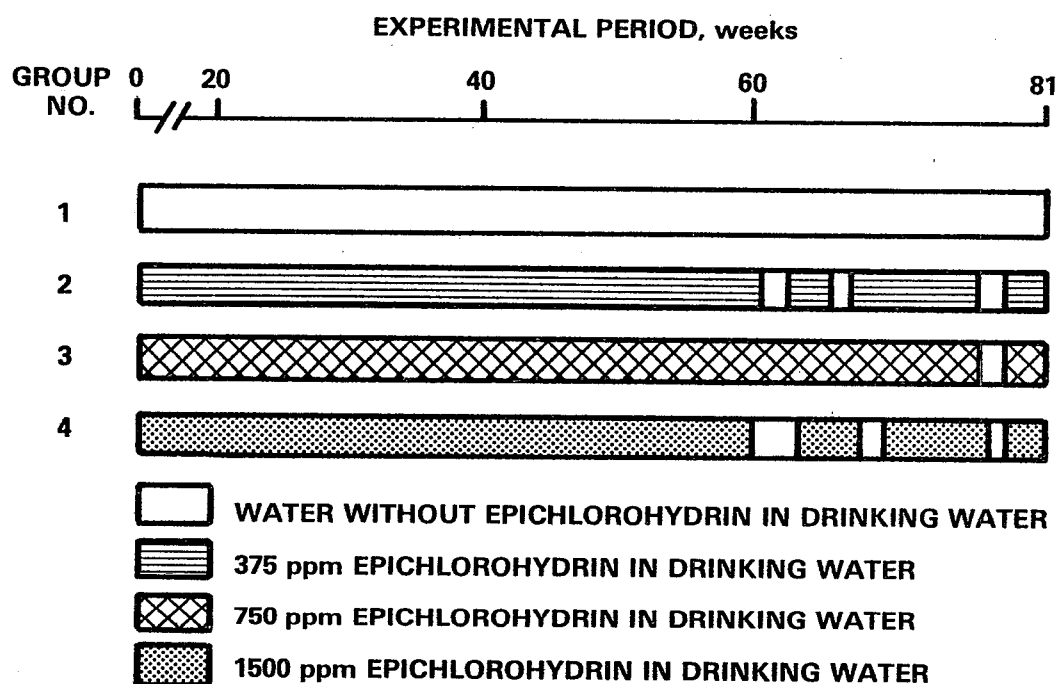 EXPERIMENTAL PERIOD, weeks
GROUP NO.
0 20 40 60 81
1
2
3
4
WATER WITHOUT EPICHLOROHYDRIN IN DRINKING WATER
375 ppm EPICHLOROHYDRIN IN DRINKING WATER
750 ppm EPICHLOROHYDRIN IN DRINKING WATER
1500 ppm EPICHLOROHYDRIN IN DRINKING WATER